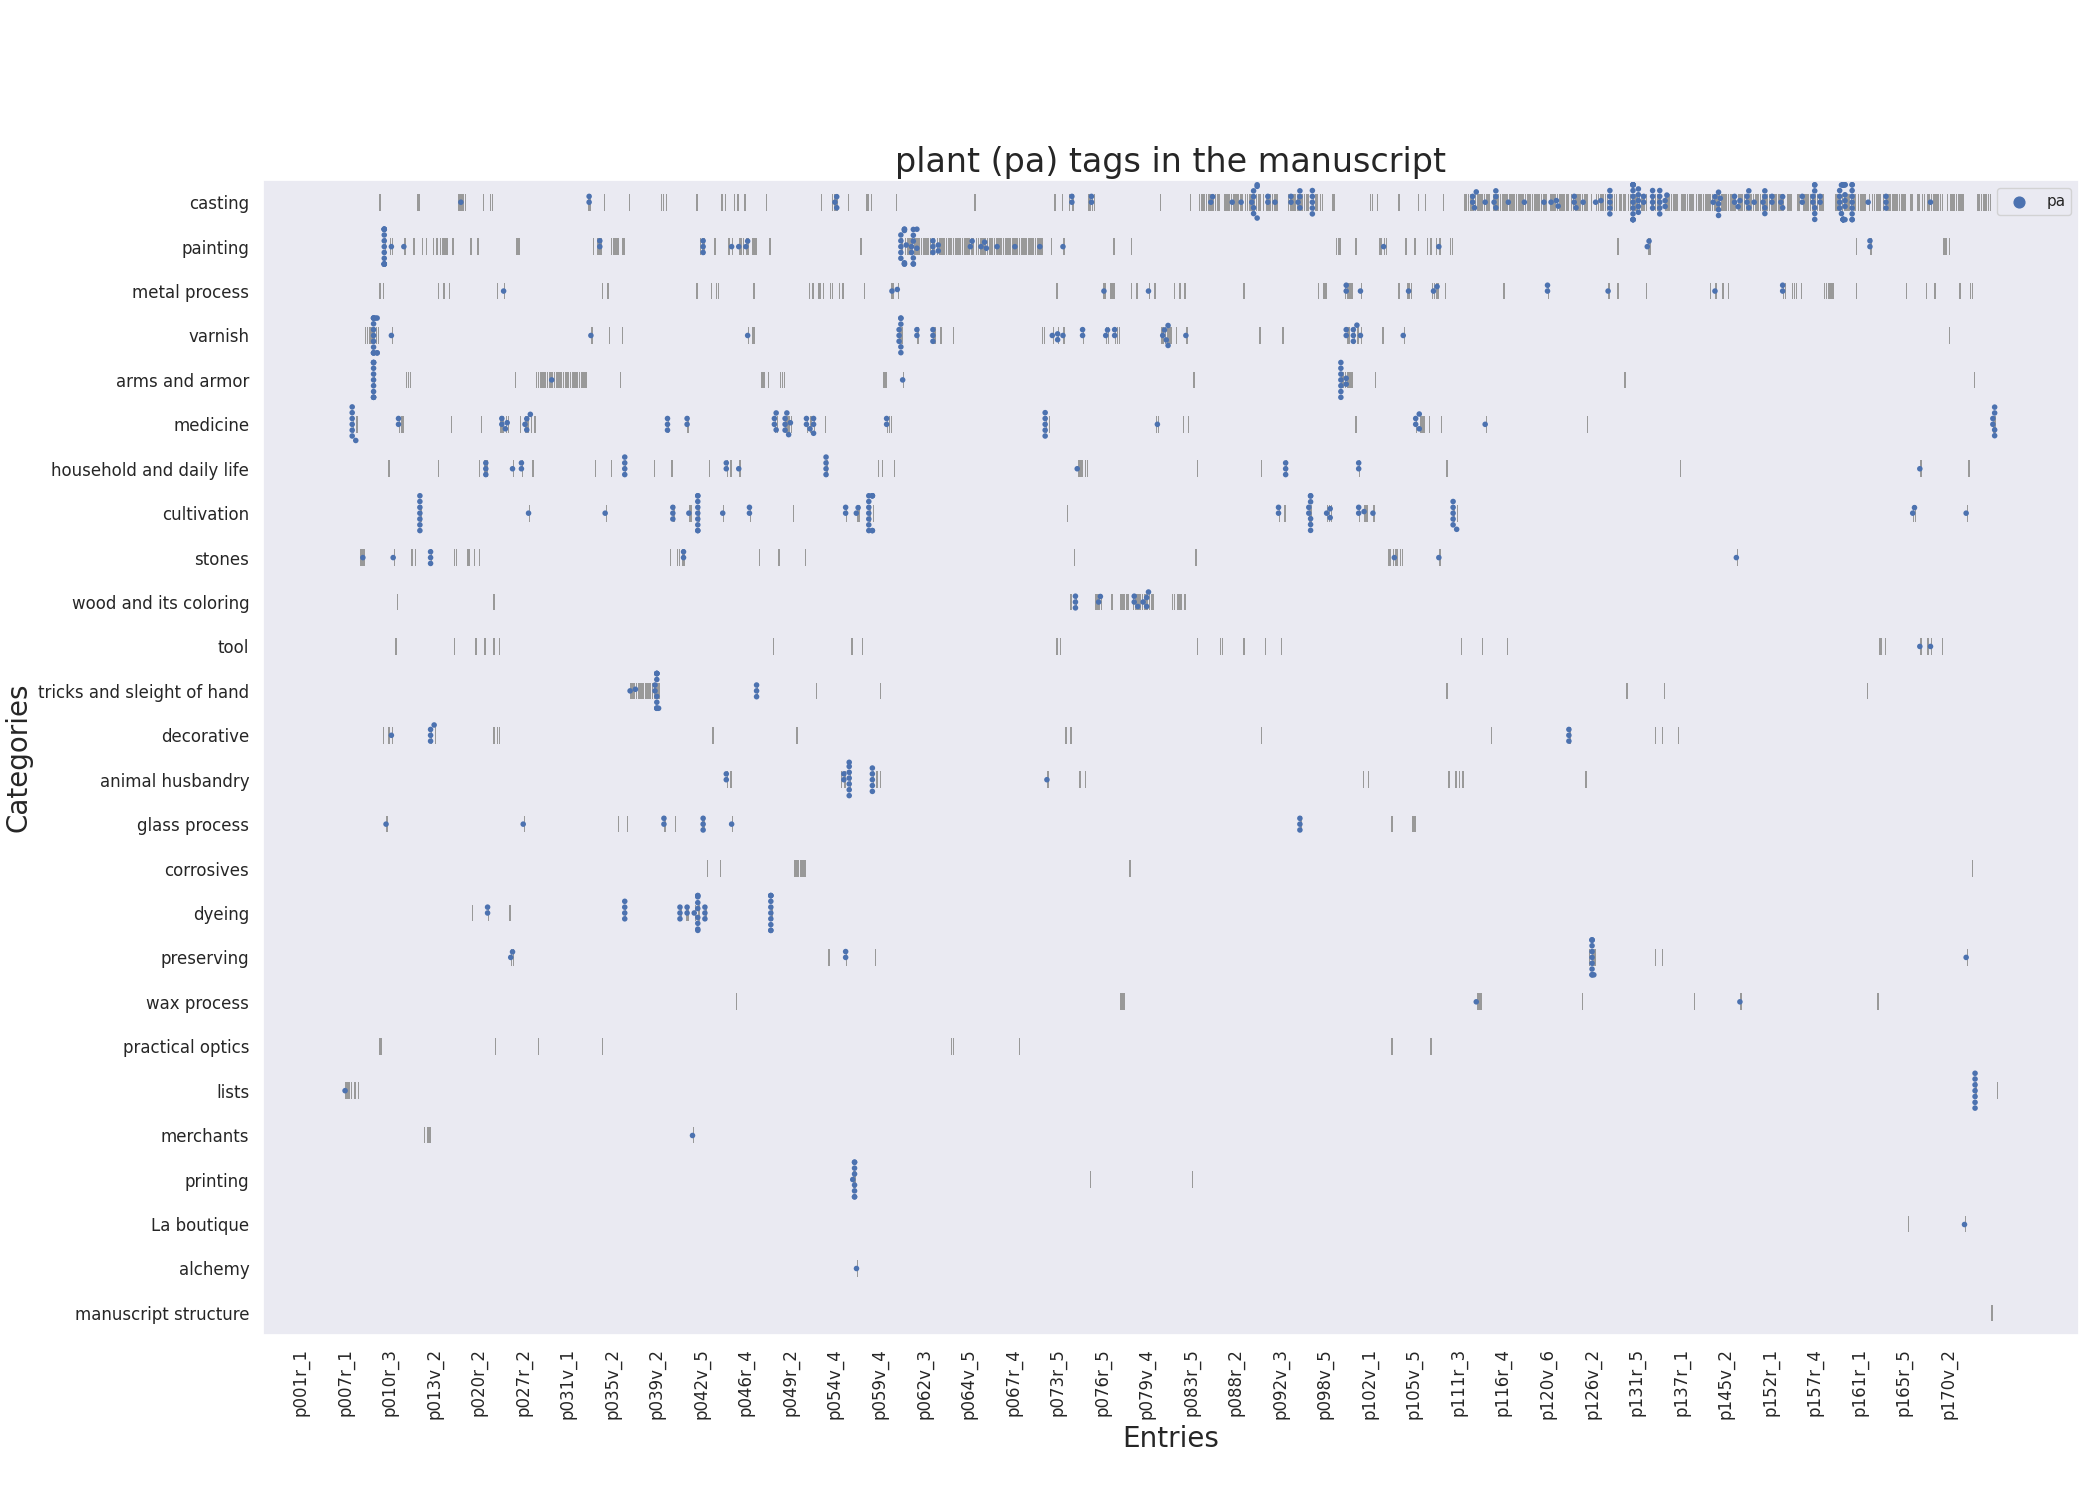 plant (pa) tags in the manuscript
pa
Categories
casting
painting
metal process
varnish
arms and armor
medicine
household and daily life
cultivation
stones
wood and its coloring
tool
tricks and sleight of hand
decorative
animal husbandry
glass process
corrosives
dyeing
preserving
wax process
practical optics
lists
merchants
printing
La boutique
alchemy
manuscript structure
p001r_1
p007r_1
p010r_3
p013v_2
p020r_2
p027r_2
p031v_1
p035v_2
p039v_2
p042v_5
p046r_4
p049r_2
p054v_4
p059v_4
p062v_3
p064v_5
p067r_4
p073r_5
p076r_5
p079v_4
p083r_5
p088r_2
p092v_3
p098v_5
p102v_1
p105v_5
p111r_3
p116r_4
p120v_6
p126v_2
p131r_5
p137r_1
p145v_2
p152r_1
p157r_4
p161r_1
p165r_5
p170v_2
Entries